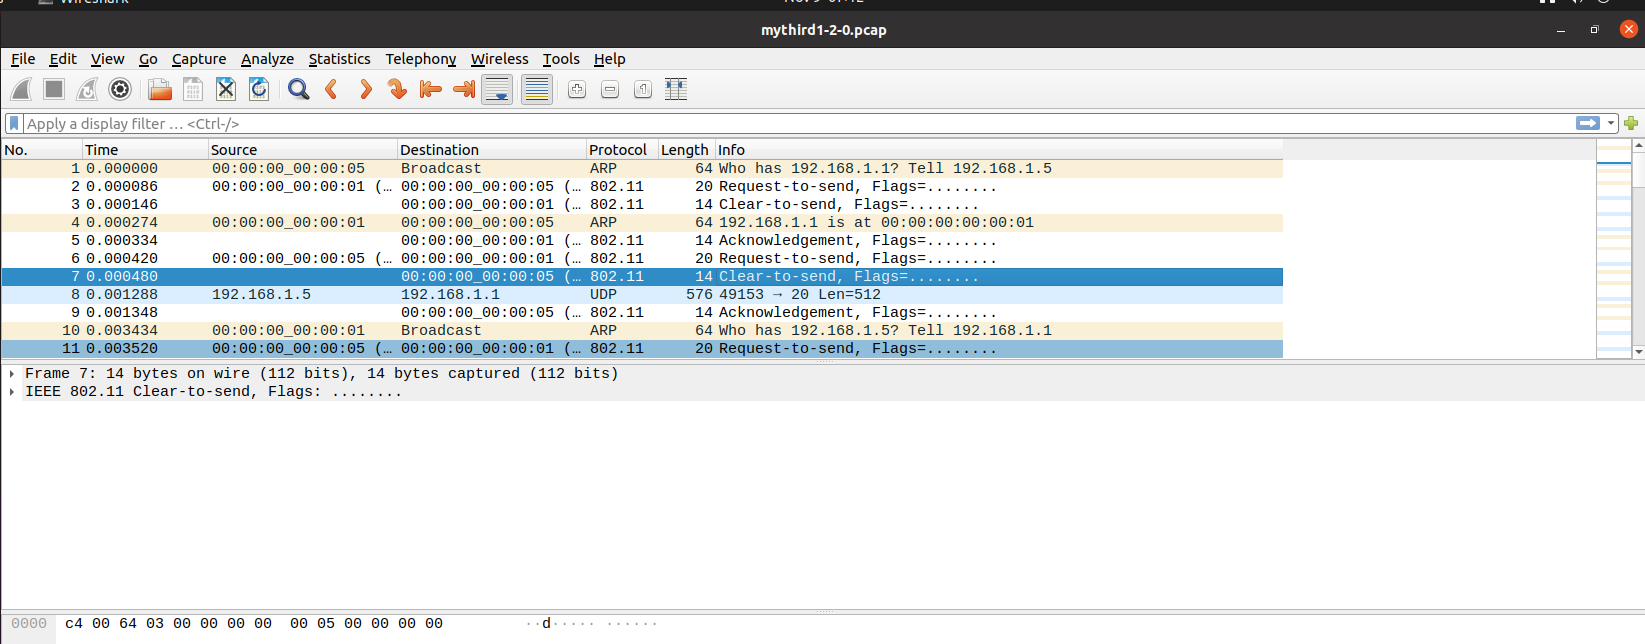 mythird1-2-0.pcap
File Edit View Go Capture Analyze Statistics Telephony Wireless Tools Help
Apply a display filter … <Ctrl-/>
No. Time Source Destination Protocol Length Info
1 0.000000 00:00:00_00:00:05 Broadcast ARP 64 Who has 192.168.1.1? Tell 192.168.1.5
2 0.000086 00:00:00_00:00:01 (… 00:00:00_00:00:05 (… 802.11 20 Request-to-send, Flags=........
3 0.000146 00:00:00_00:00:01 (… 802.11 14 Clear-to-send, Flags=........
4 0.000274 00:00:00_00:00:01 00:00:00_00:00:05 ARP 64 192.168.1.1 is at 00:00:00:00:00:01
5 0.000334 00:00:00_00:00:01 (… 802.11 14 Acknowledgement, Flags=........
6 0.000420 00:00:00_00:00:05 (… 00:00:00_00:00:01 (… 802.11 20 Request-to-send, Flags=........
7 0.000480 00:00:00_00:00:05 (… 802.11 14 Clear-to-send, Flags=........
8 0.001288 192.168.1.5 192.168.1.1 UDP 576 49153 → 20 Len=512
9 0.001348 00:00:00_00:00:05 (… 802.11 14 Acknowledgement, Flags=........
10 0.003434 00:00:00_00:00:01 Broadcast ARP 64 Who has 192.168.1.5? Tell 192.168.1.1
11 0.003520 00:00:00_00:00:05 (… 00:00:00_00:00:01 (… 802.11 20 Request-to-send, Flags=........
Frame 7: 14 bytes on wire (112 bits), 14 bytes captured (112 bits)
IEEE 802.11 Clear-to-send, Flags: ........
0000 c4 00 64 03 00 00 00 00 00 05 00 00 00 00 ··d····· ······